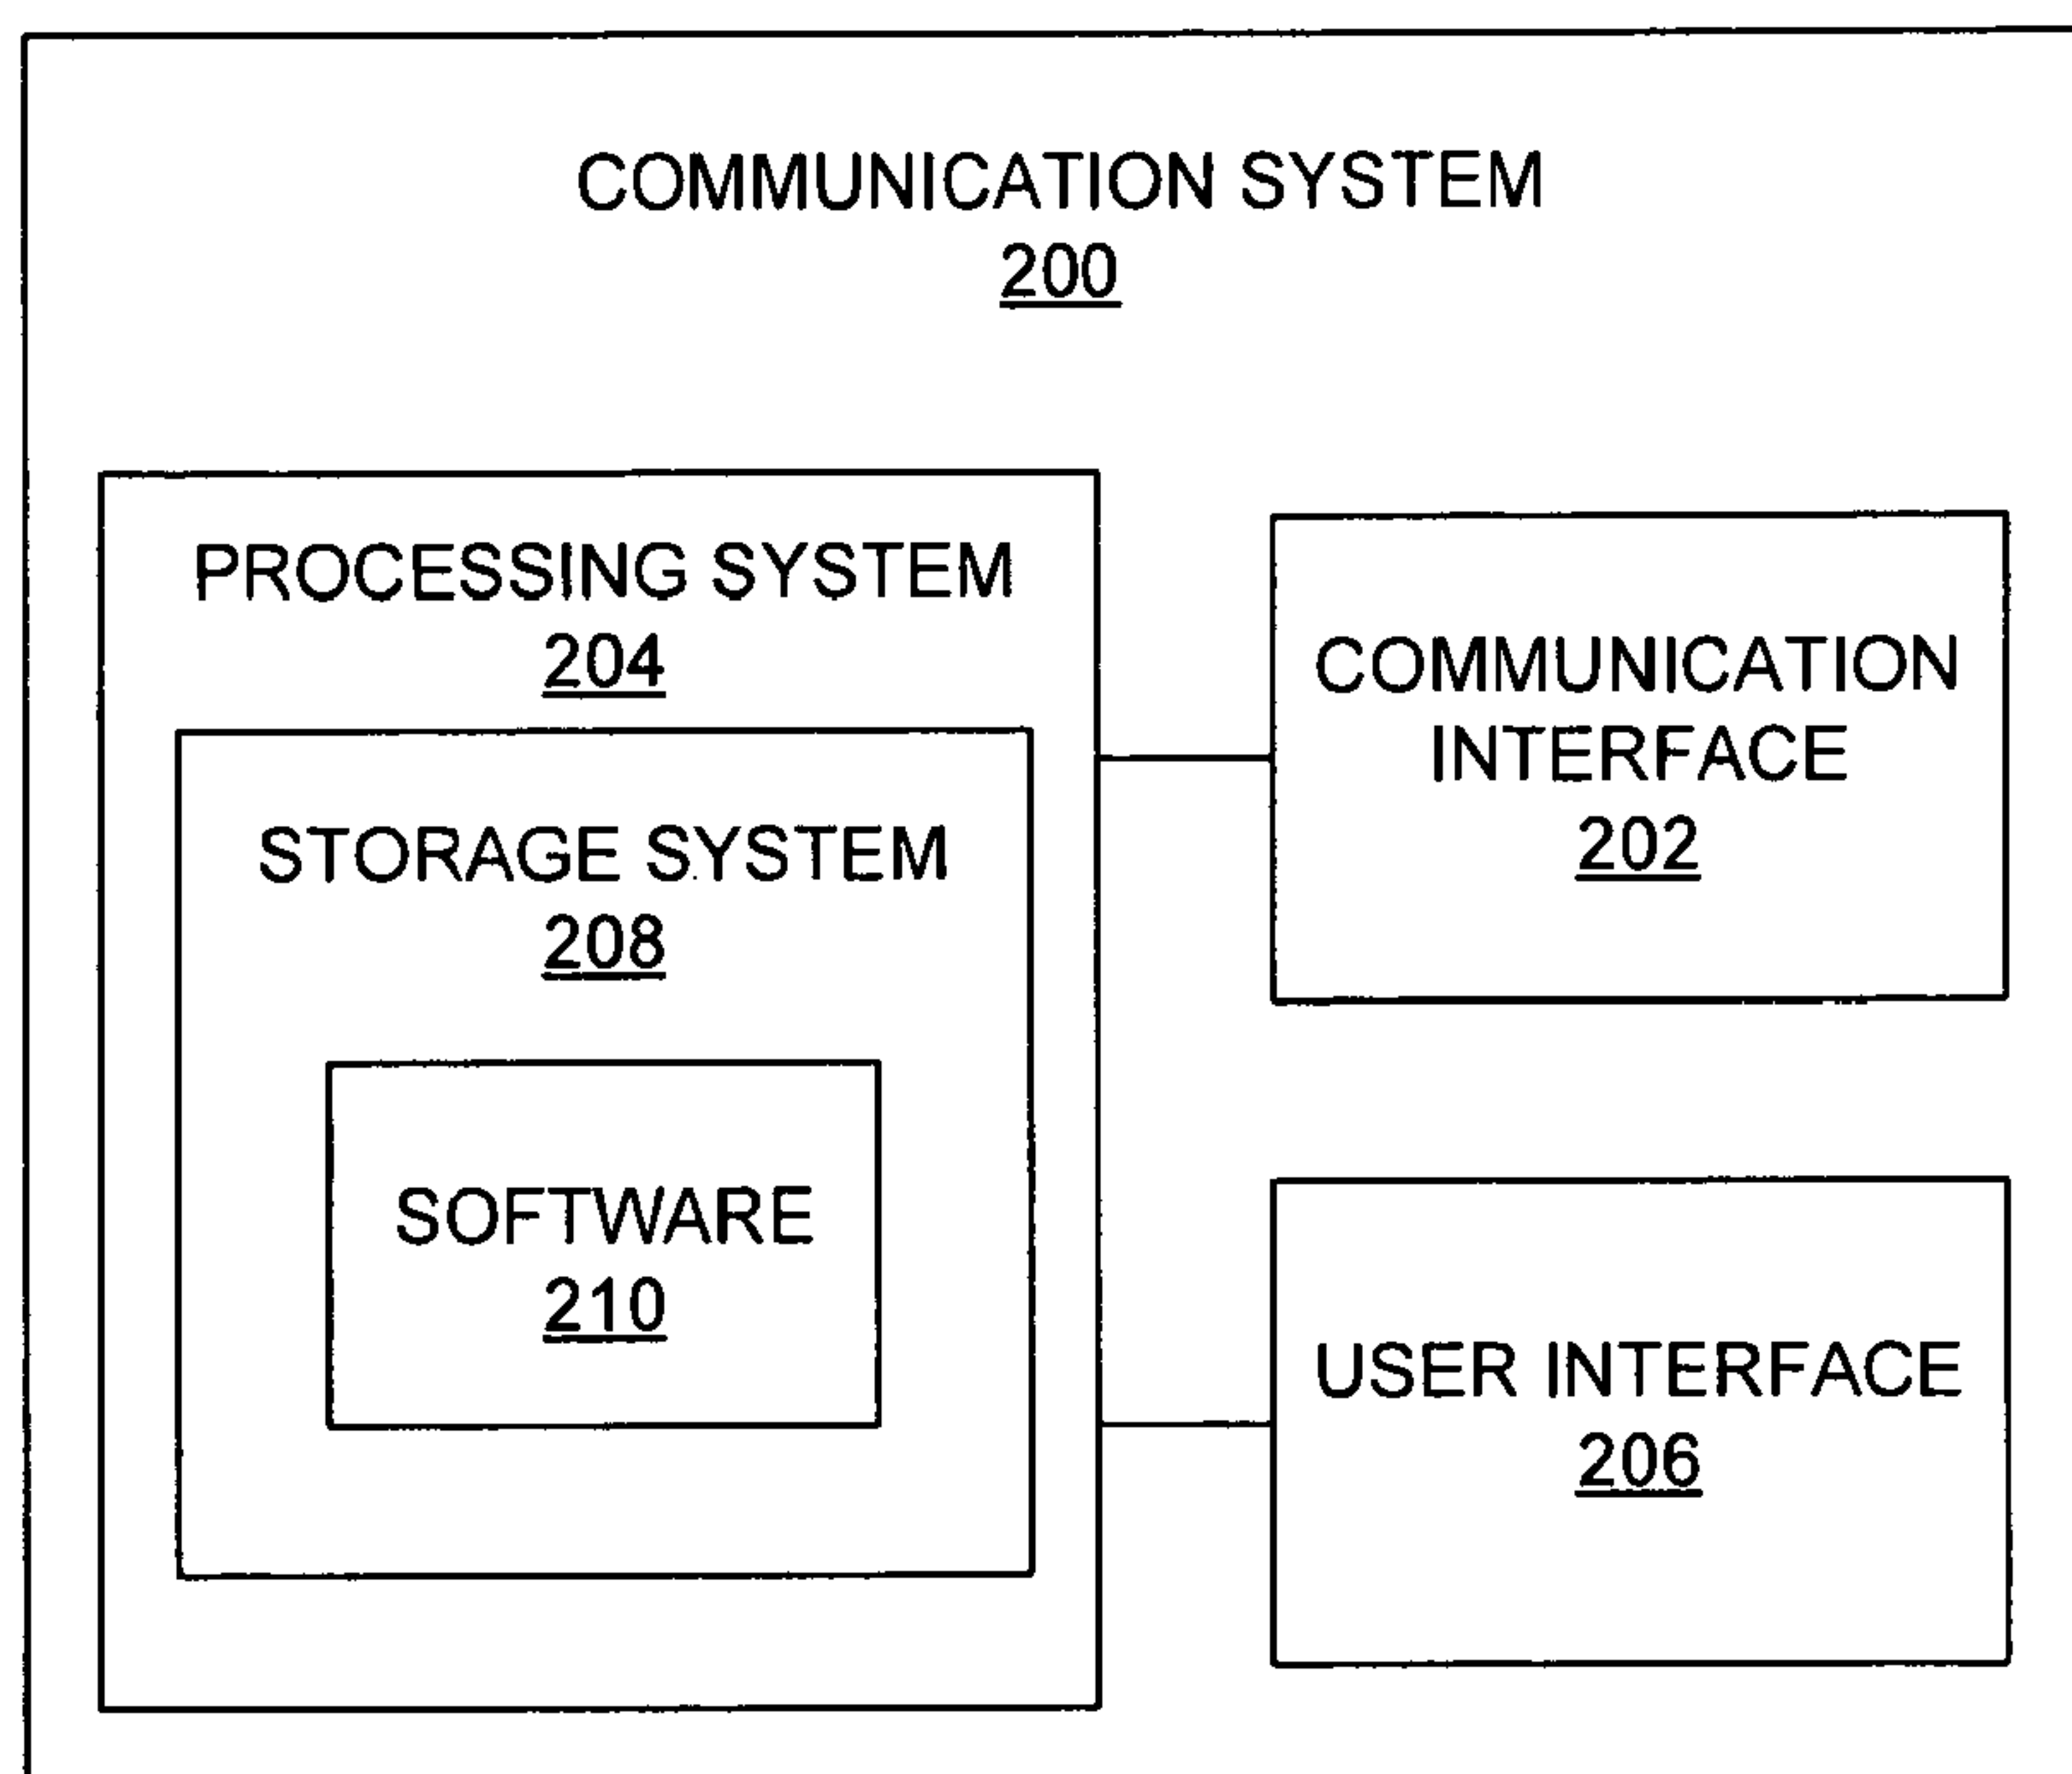 COMMUNICATION SYSTEM
200
PROCESSING SYSTEM
204
STORAGE SYSTEM
208
SOFTWARE
210
COMMUNICATION
INTERFACE
202
USER INTERFACE
206